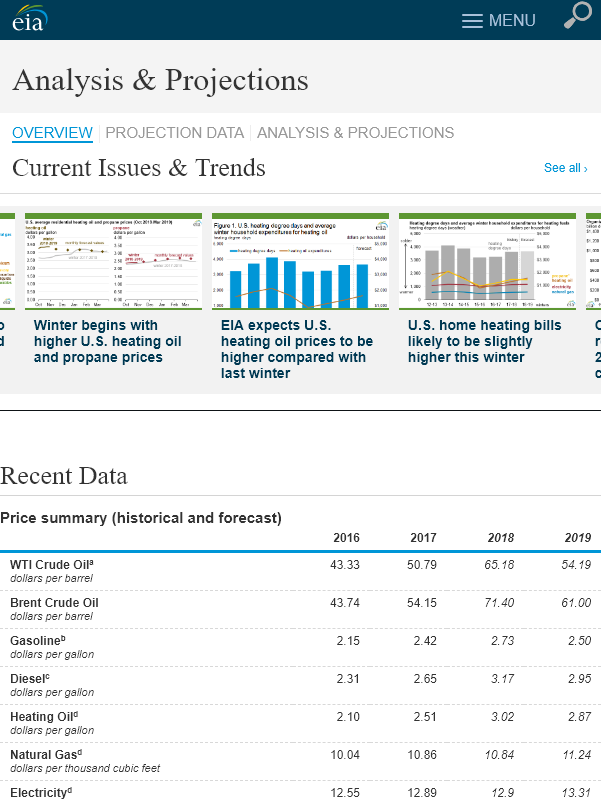 eia
MENU
Analysis & Projections
OVERVIEW PROJECTION DATA ANALYSIS & PROJECTIONS
Current Issues & Trends
See all ›
Winter begins with
higher U.S. heating oil
and propane prices
EIA expects U.S.
heating oil prices to be
higher compared with
last winter
U.S. home heating bills
likely to be slightly
higher this winter
Recent Data
Price summary (historical and forecast)
2016 2017 2018 2019
WTI Crude Oilᵃ 43.33 50.79 65.18 54.19
dollars per barrel
Brent Crude Oil 43.74 54.15 71.40 61.00
dollars per barrel
Gasolineᵇ 2.15 2.42 2.73 2.50
dollars per gallon
Dieselᶜ 2.31 2.65 3.17 2.95
dollars per gallon
Heating Oilᵈ 2.10 2.51 3.02 2.87
dollars per gallon
Natural Gasᵈ 10.04 10.86 10.84 11.24
dollars per thousand cubic feet
Electricityᵈ 12.55 12.89 12.9 13.31